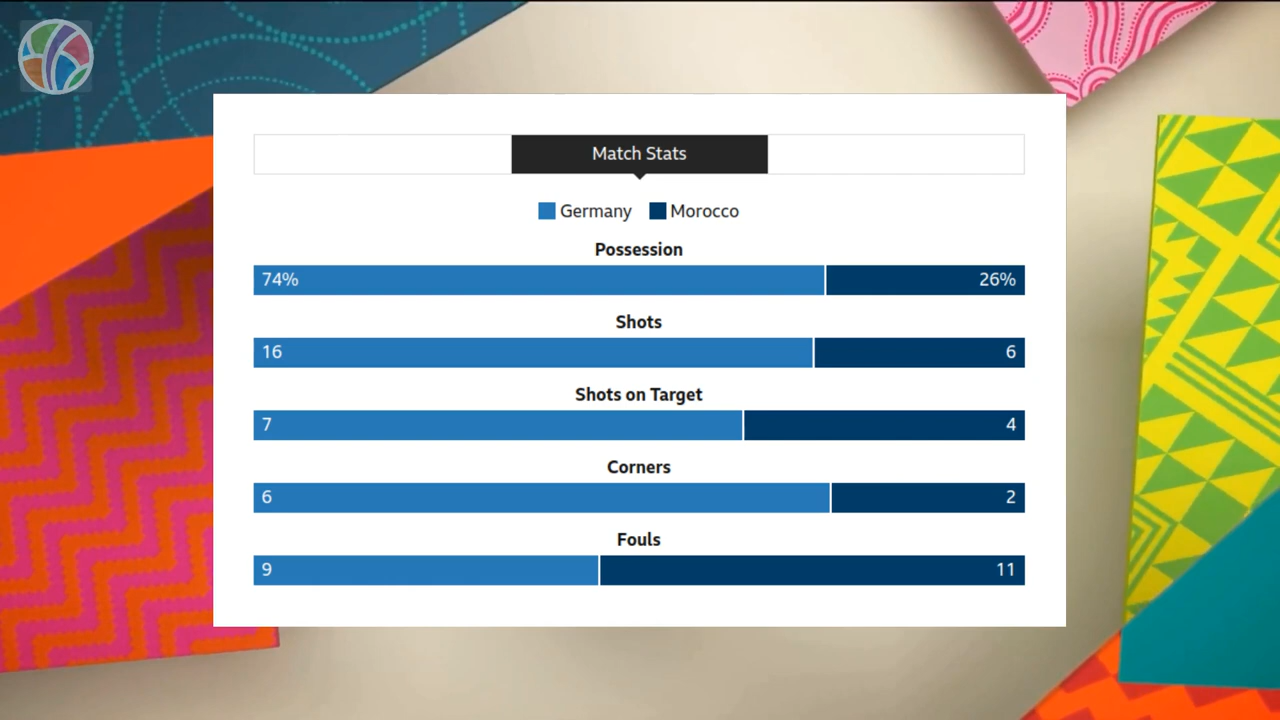 Match Stats
Germany Morocco
Possession
74% 26%
Shots
16 6
Shots on Target
7 4
Corners
6 2
Fouls
9 11